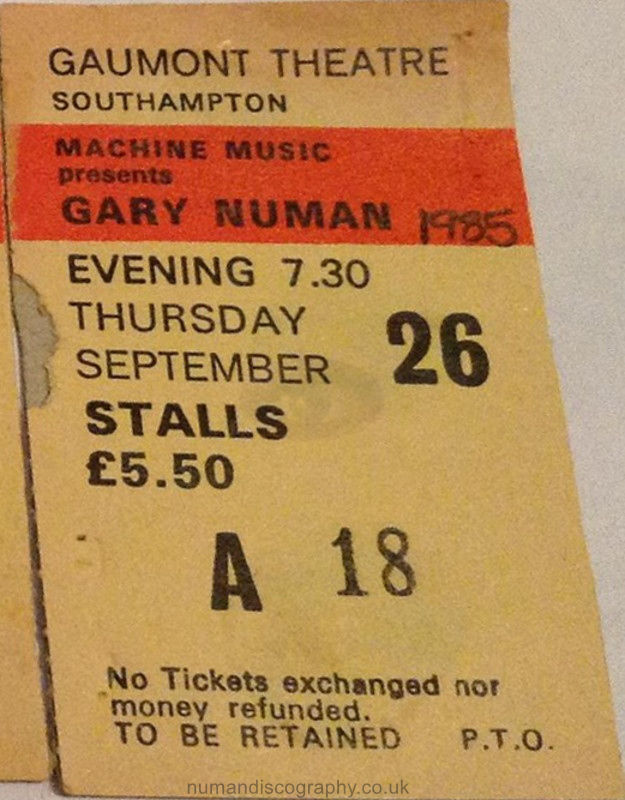 GAUMONT THEATRE
SOUTHAMPTON
MACHINE MUSIC
presents
GARY NUMAN 1985
EVENING 7.30
THURSDAY
SEPTEMBER 26
STALLS
£5.50
A 18
No Tickets exchanged nor
money refunded.
TO BE RETAINED P.T.O.
numandiscography.co.uk